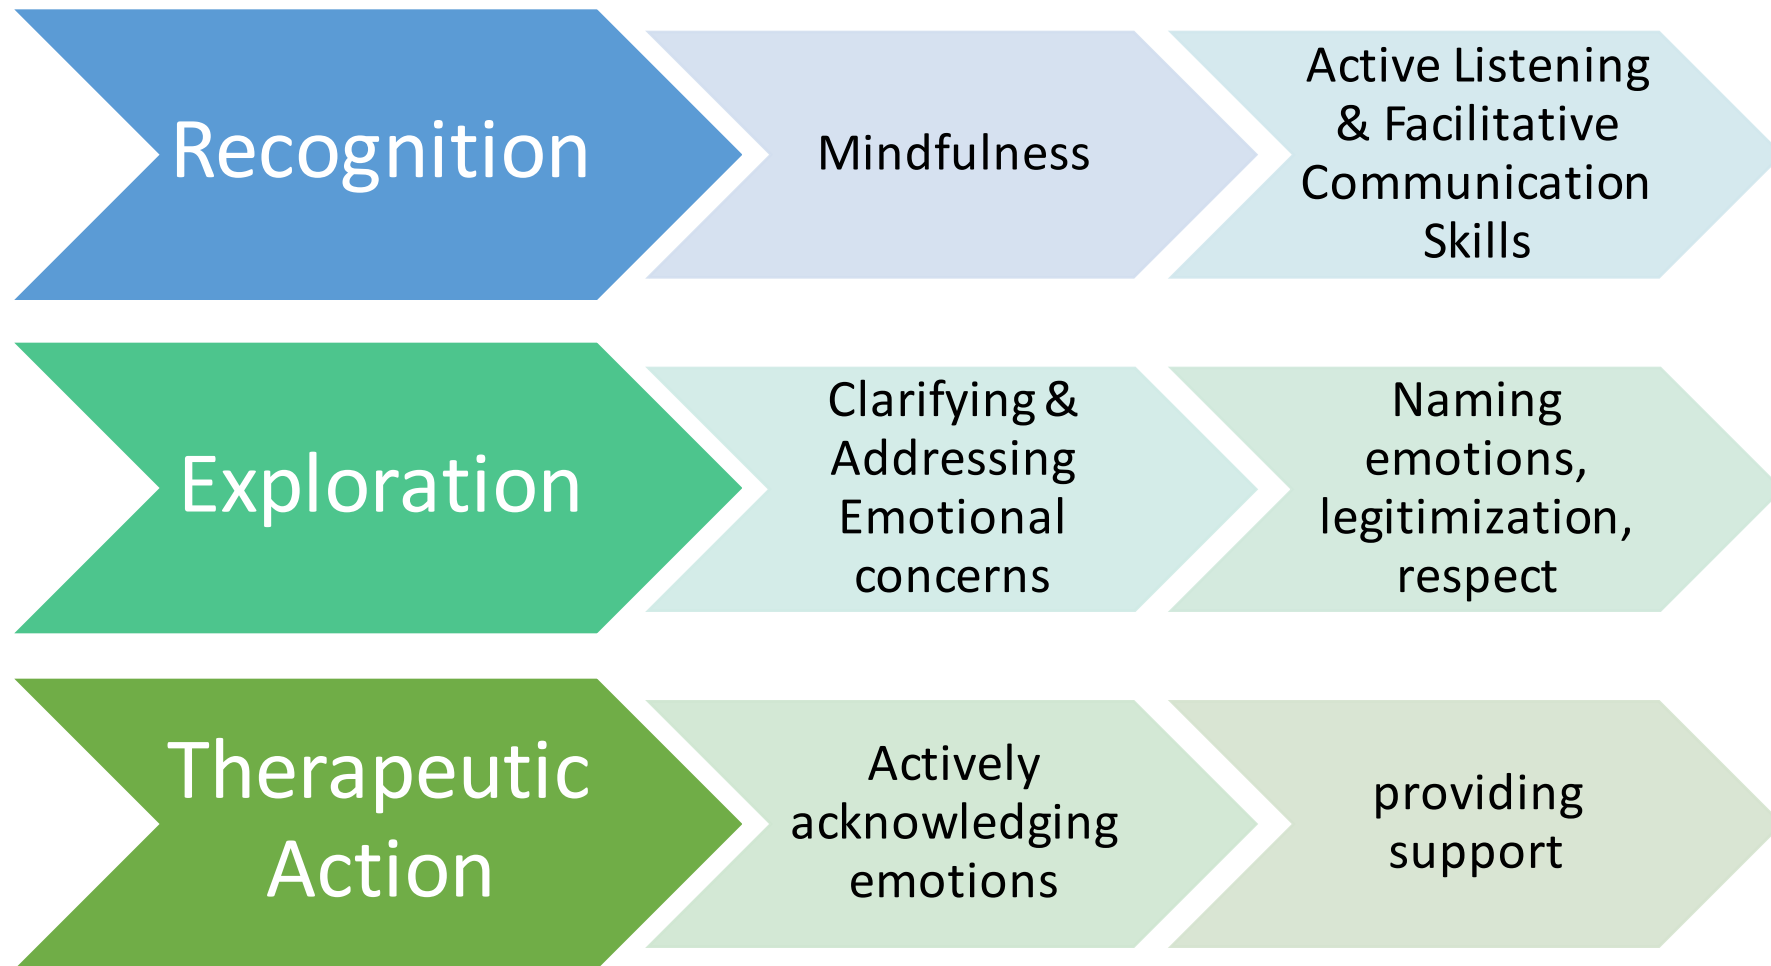 Recognition
Mindfulness
Active Listening
& Facilitative
Communication
Skills
Exploration
Clarifying &
Addressing
Emotional
concerns
Naming
emotions,
legitimization,
respect
Therapeutic
Action
Actively
acknowledging
emotions
providing
support